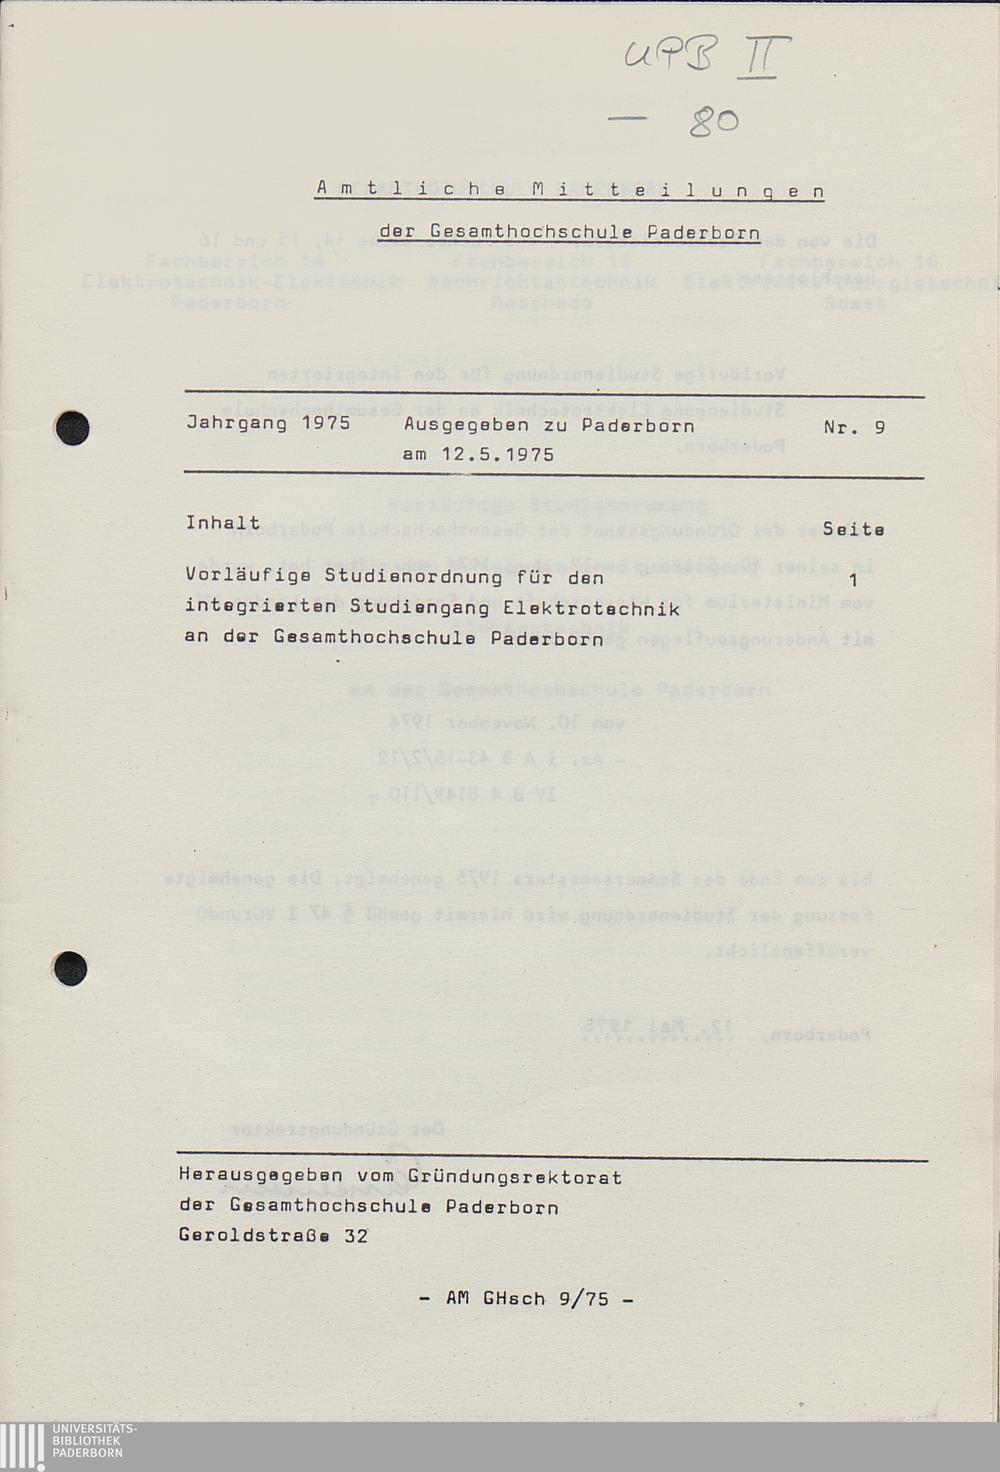 UPB II
— 80
Amtliche Mitteilungen
der Gesamthochschule Paderborn
Jahrgang 1975 Ausgegeben zu Paderborn Nr. 9
am 12.5.1975
Inhalt Seite
Vorläufige Studienordnung für den 1
integrierten Studiengang Elektrotechnik
an der Gesamthochschule Paderborn
Herausgegeben vom Gründungsrektorat
der Gesamthochschule Paderborn
Geroldstraße 32
- AM GHsch 9/75 -
UNIVERSITÄTS-
BIBLIOTHEK
PADERBORN